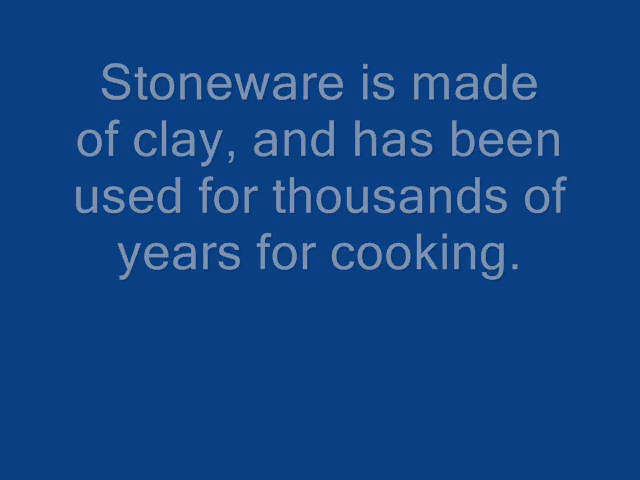 Stoneware is made
of clay, and has been
used for thousands of
years for cooking.